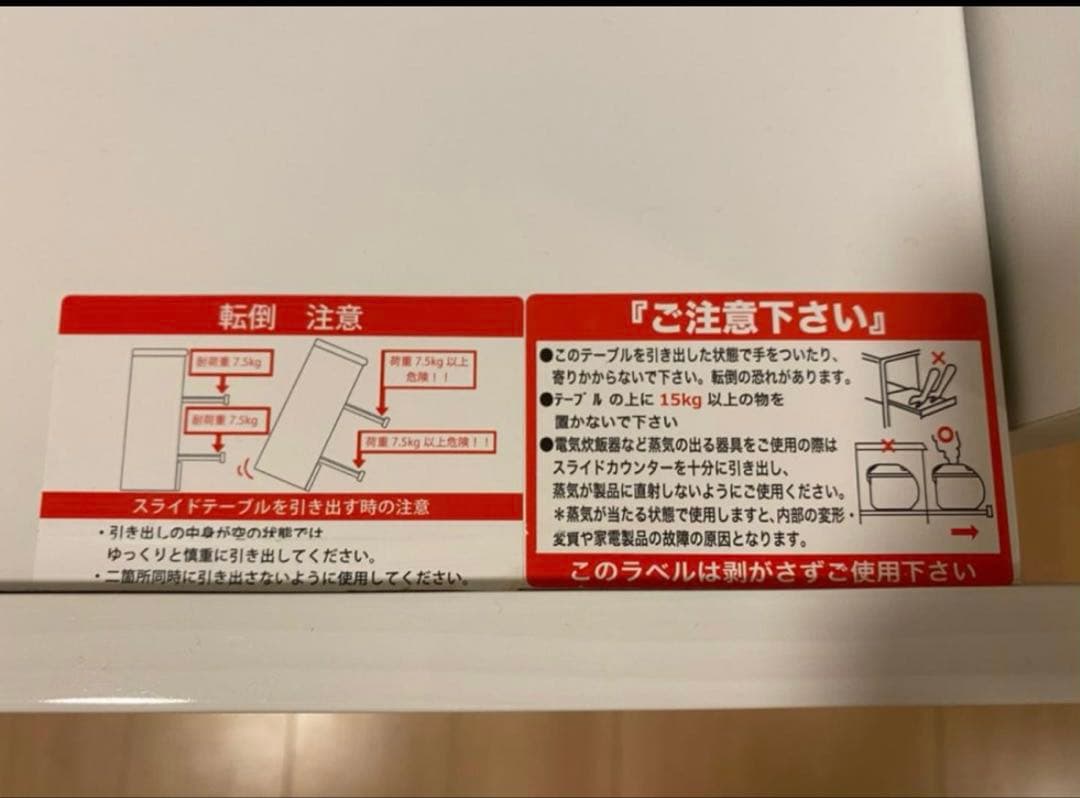 転倒　注意
耐荷重 7.5kg
耐荷重 7.5kg
荷重 7.5kg 以上
危険！！
荷重 7.5kg 以上危険！！
スライドテーブルを引き出す時の注意
・引き出しの中身が空の状態では
ゆっくりと慎重に引き出してください。
・二箇所同時に引き出さないように使用してください。
『ご注意下さい』
●このテーブルを引き出した状態で手をついたり、
寄りかからないで下さい。転倒の恐れがあります。
●テーブルの上に 15kg 以上の物を
置かないで下さい
●電気炊飯器など蒸気の出る器具をご使用の際は
スライドカウンターを十分に引き出し、
蒸気が製品に直射しないようにご使用ください。
＊蒸気が当たる状態で使用しますと、内部の変形・
変質や家電製品の故障の原因となります。
このラベルは剥がさずご使用下さい